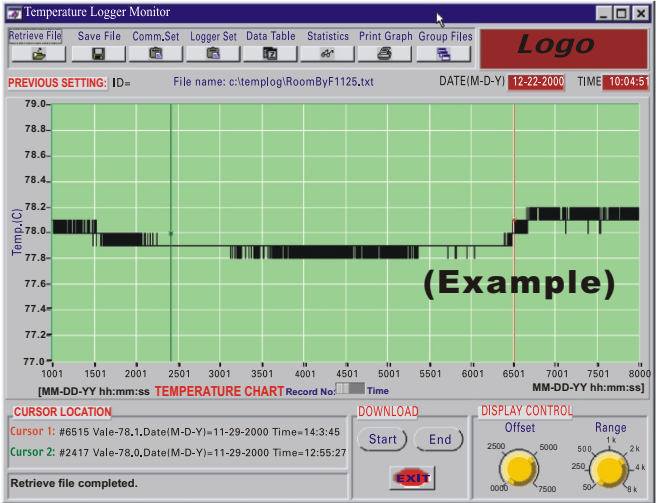 Temperature Logger Monitor
Retrieve File Save File Comm.Set Logger Set Data Table Statistics Print Graph Group Files
Logo
PREVIOUS SETTING: ID= File name: c:\templog\RoomByF1125.txt DATE(M-D-Y) 12-22-2000 TIME 10:04:51
79.0
78.8
78.6
78.4
78.2
78.0
77.8
77.6
77.4
77.2
77.0
Temp.(C)
(Example)
1001 1501 2001 2501 3001 3501 4001 4501 5001 5501 6001 6501 7001 7501 8000
[MM-DD-YY hh:mm:ss TEMPERATURE CHART Record No: Time MM-DD-YY hh:mm:ss]
CURSOR LOCATION
Cursor 1: #6515 Vale-78.1.Date(M-D-Y)=11-29-2000 Time=14:3:45
Cursor 2: #2417 Vale-78.0.Date(M-D-Y)=11-29-2000 Time=12:55:27
Retrieve file completed.
DOWNLOAD
Start End
EXIT
DISPLAY CONTROL
Offset Range
2500 5000
0000 7500
1 k
500 2 k
250 4k
50 8k